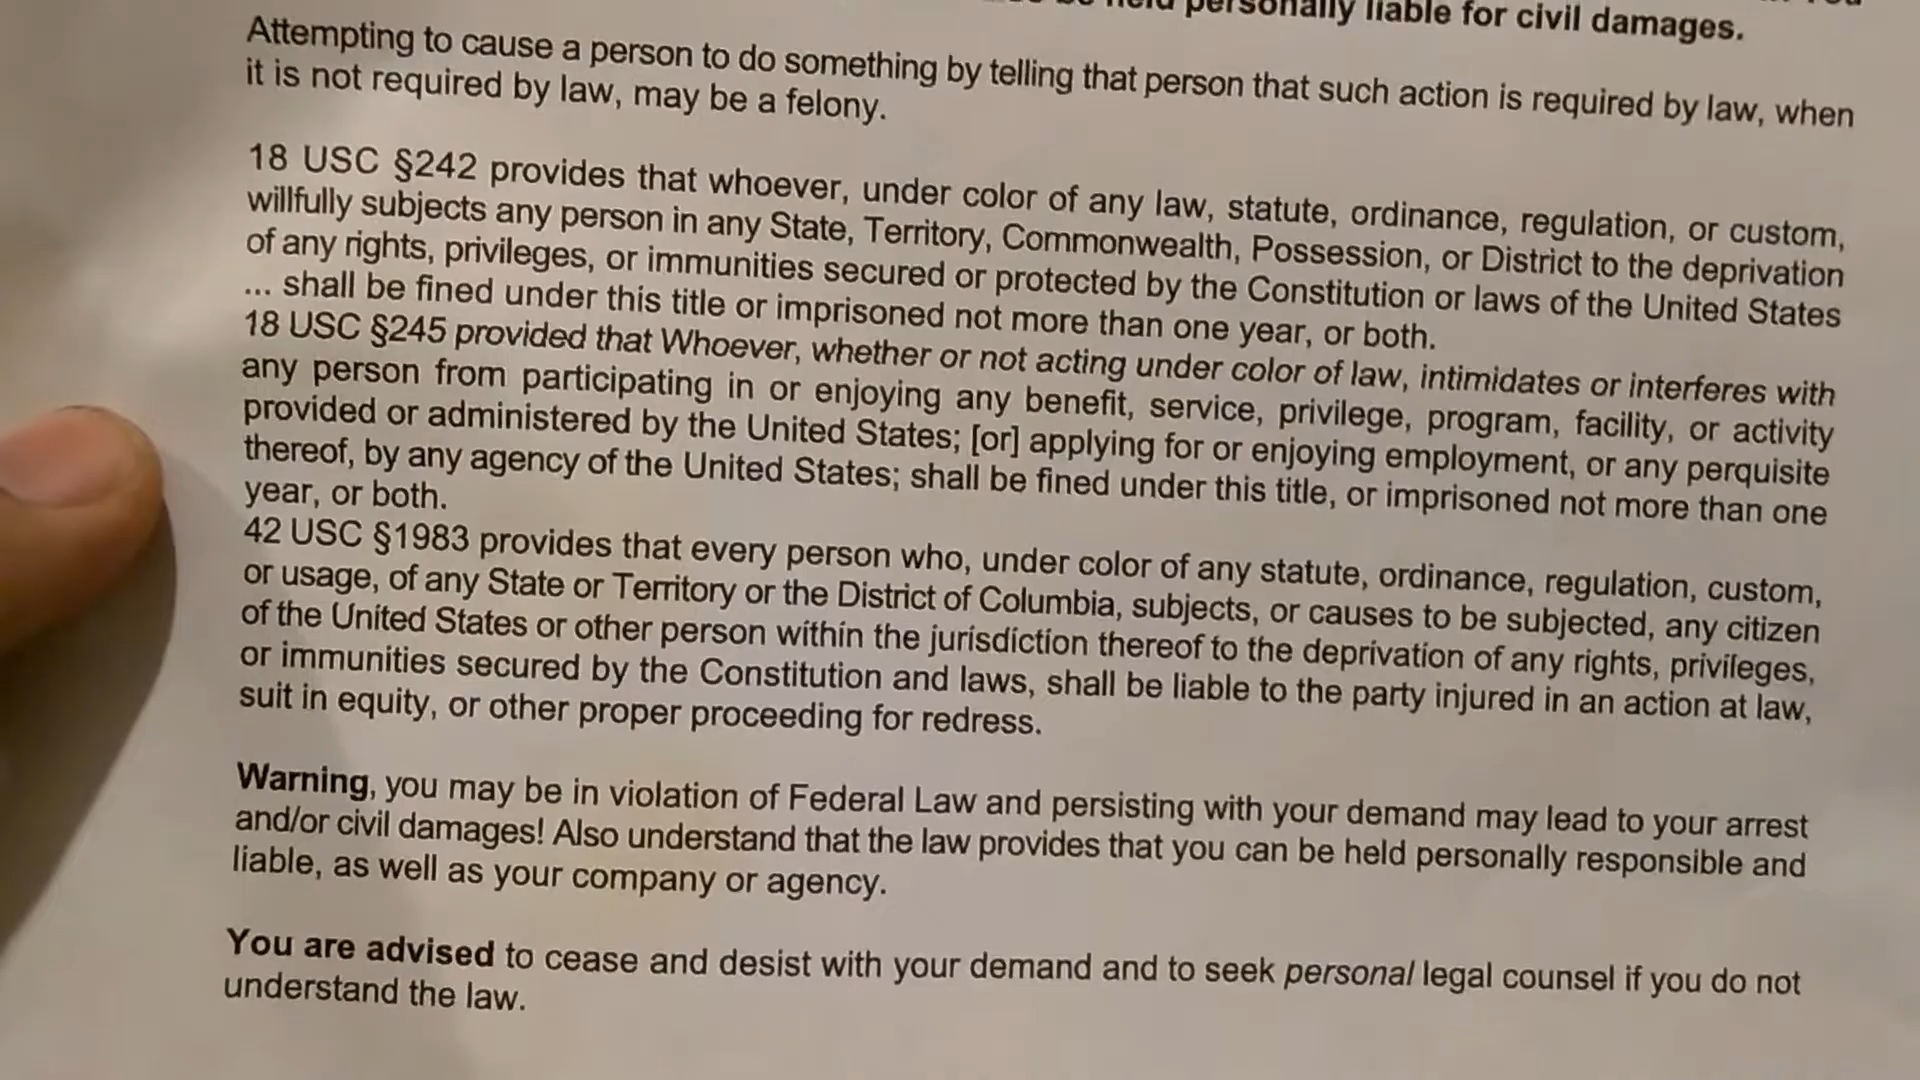 held personally liable for civil damages.
Attempting to cause a person to do something by telling that person that such action is required by law, when
it is not required by law, may be a felony.
18 USC §242 provides that whoever, under color of any law, statute, ordinance, regulation, or custom,
willfully subjects any person in any State, Territory, Commonwealth, Possession, or District to the deprivation
of any rights, privileges, or immunities secured or protected by the Constitution or laws of the United States
... shall be fined under this title or imprisoned not more than one year, or both.
18 USC §245 provided that Whoever, whether or not acting under color of law, intimidates or interferes with
any person from participating in or enjoying any benefit, service, privilege, program, facility, or activity
provided or administered by the United States; [or] applying for or enjoying employment, or any perquisite
thereof, by any agency of the United States; shall be fined under this title, or imprisoned not more than one
year, or both.
42 USC §1983 provides that every person who, under color of any statute, ordinance, regulation, custom,
or usage, of any State or Territory or the District of Columbia, subjects, or causes to be subjected, any citizen
of the United States or other person within the jurisdiction thereof to the deprivation of any rights, privileges,
or immunities secured by the Constitution and laws, shall be liable to the party injured in an action at law,
suit in equity, or other proper proceeding for redress.
Warning, you may be in violation of Federal Law and persisting with your demand may lead to your arrest
and/or civil damages! Also understand that the law provides that you can be held personally responsible and
liable, as well as your company or agency.
You are advised to cease and desist with your demand and to seek personal legal counsel if you do not
understand the law.